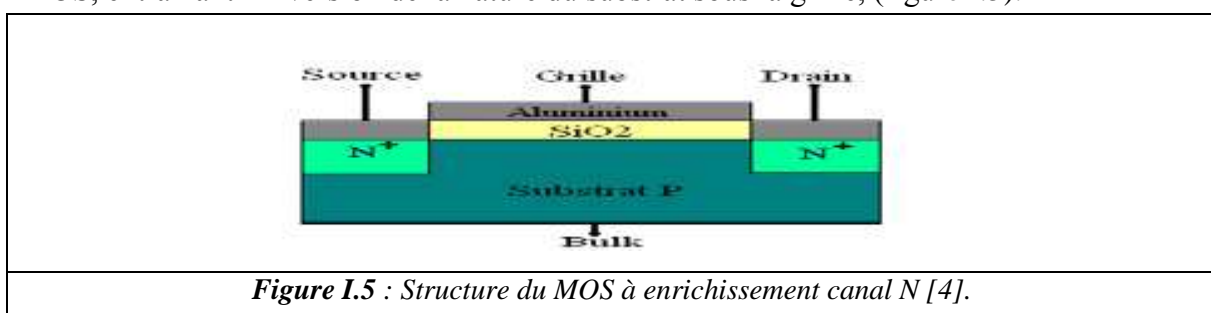 Source Grille Drain
Aluminium
SiO2
N+ N+
Substrat P
Bulk
Figure I.5 : Structure du MOS à enrichissement canal N [4].